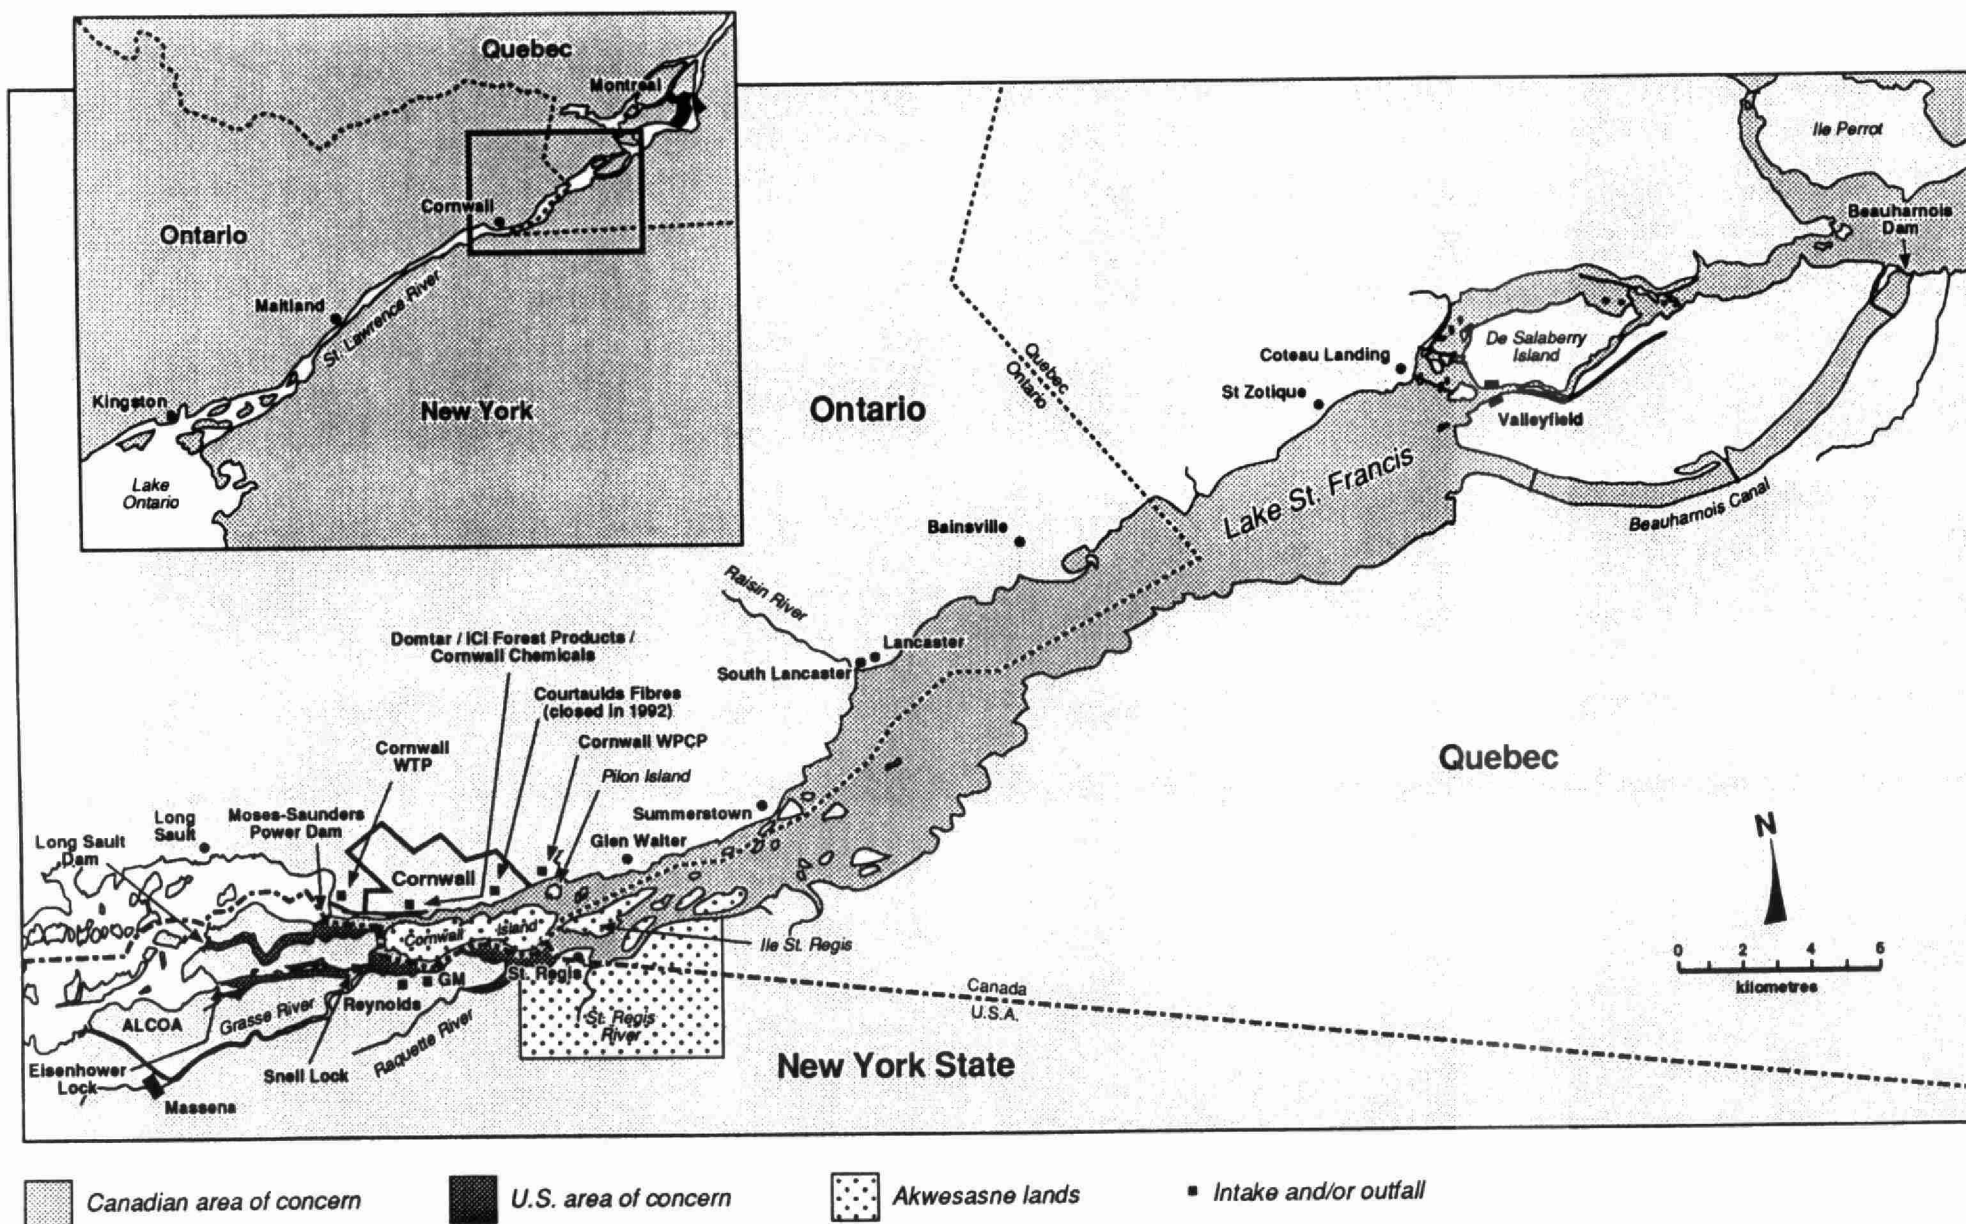 Quebec
Montreal
Cornwall
Ontario
Maitland
St. Lawrence River
Kingston
New York
Lake
Ontario
Ile Perrot
Beauharnois
Dam
De Salaberry
Island
Coteau Landing
St Zotique
Valleyfield
Quebec
Ontario
Ontario
Lake St. Francis
Beauharnois Canal
Bainsville
Raisin River
Lancaster
South Lancaster
Domtar / ICI Forest Products /
Cornwall Chemicals
Courtaulds Fibres
(closed in 1992)
Cornwall WPCP
Cornwall
WTP
Pilon Island
Quebec
Summerstown
Glen Walter
Long
Sault
Moses-Saunders
Power Dam
Long Sault
Dam
Cornwall
Cornwall Island
Ile St. Regis
N
0 2 4 6
kilometres
St. Regis
GM
Reynolds
Canada
U.S.A.
ALCOA
Grasse River
St. Regis
River
Raquette River
Eisenhower
Lock
Snell Lock
New York State
Massena
Canadian area of concern
U.S. area of concern
Akwesasne lands
Intake and/or outfall